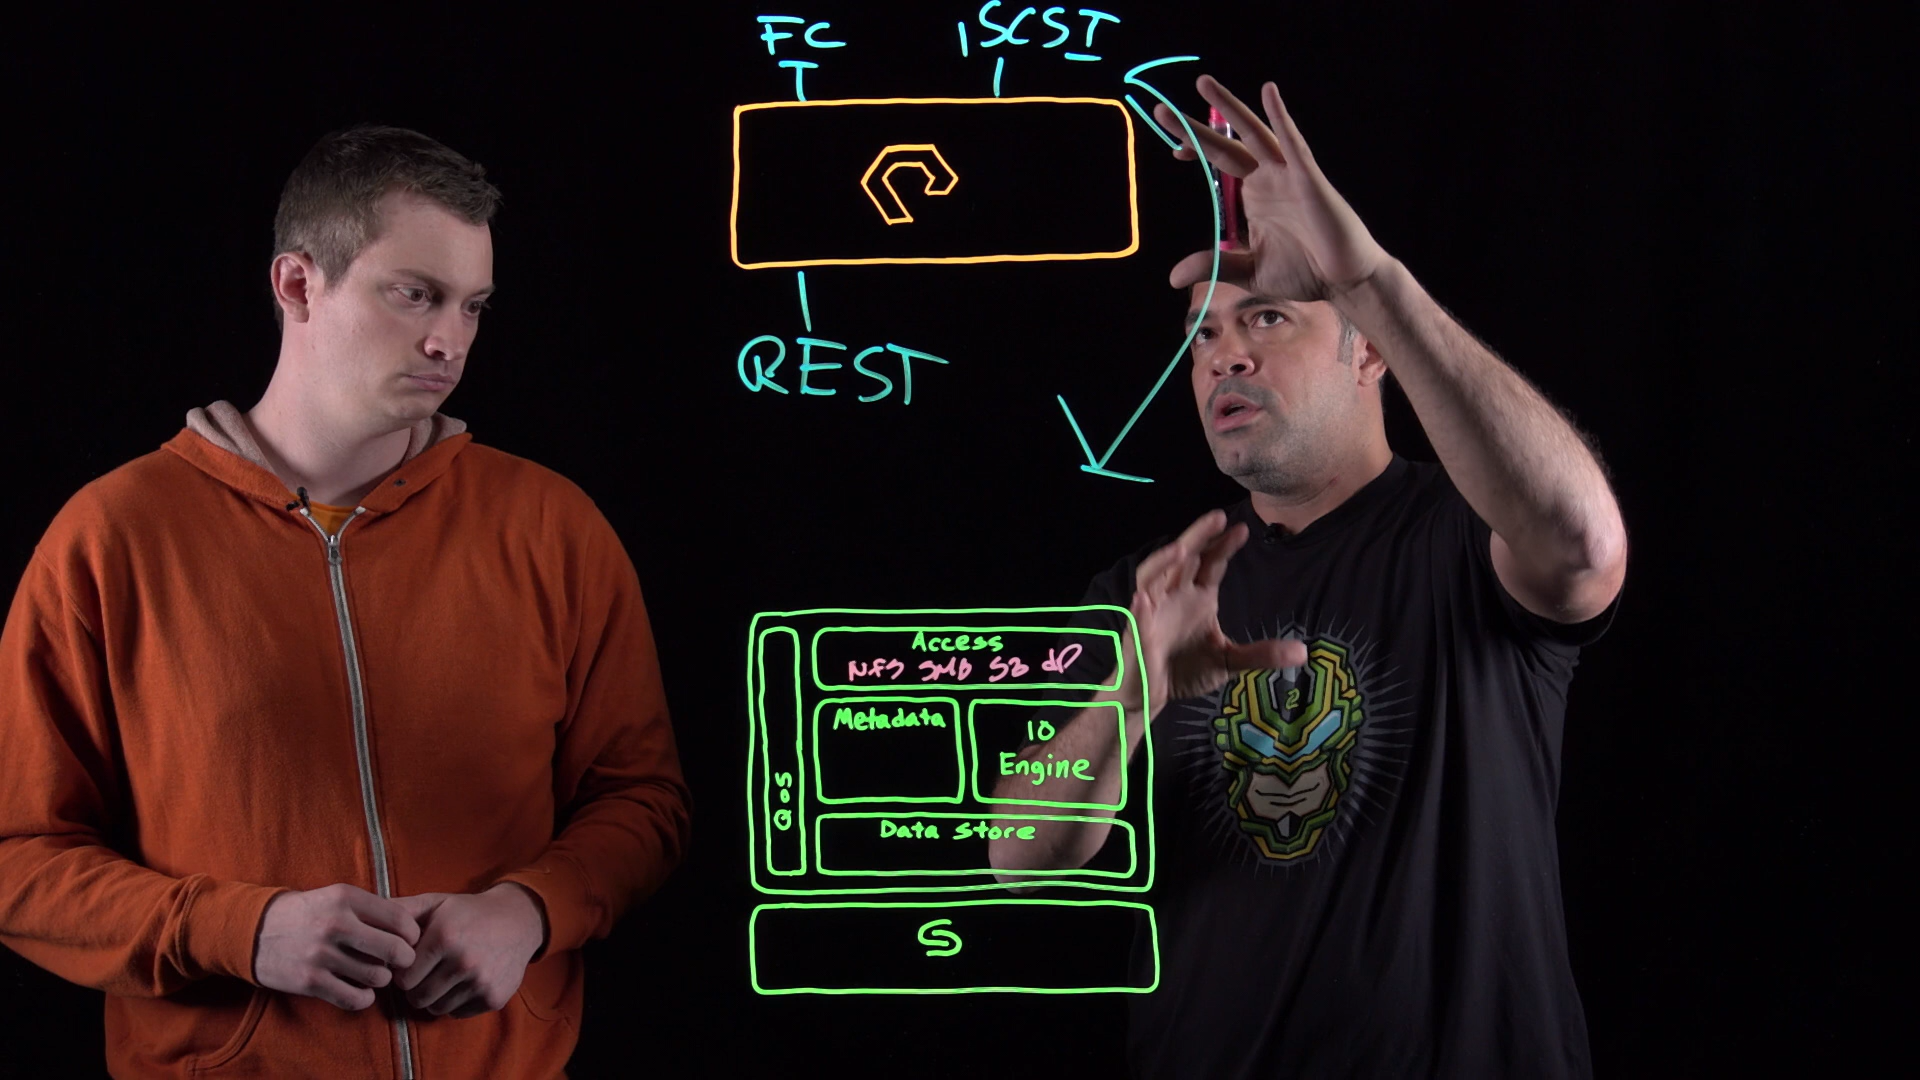 FC ISCSI
REST
Access
NFS SMB S3 dP
Metadata
IO
Engine
QoS
Data Store
S